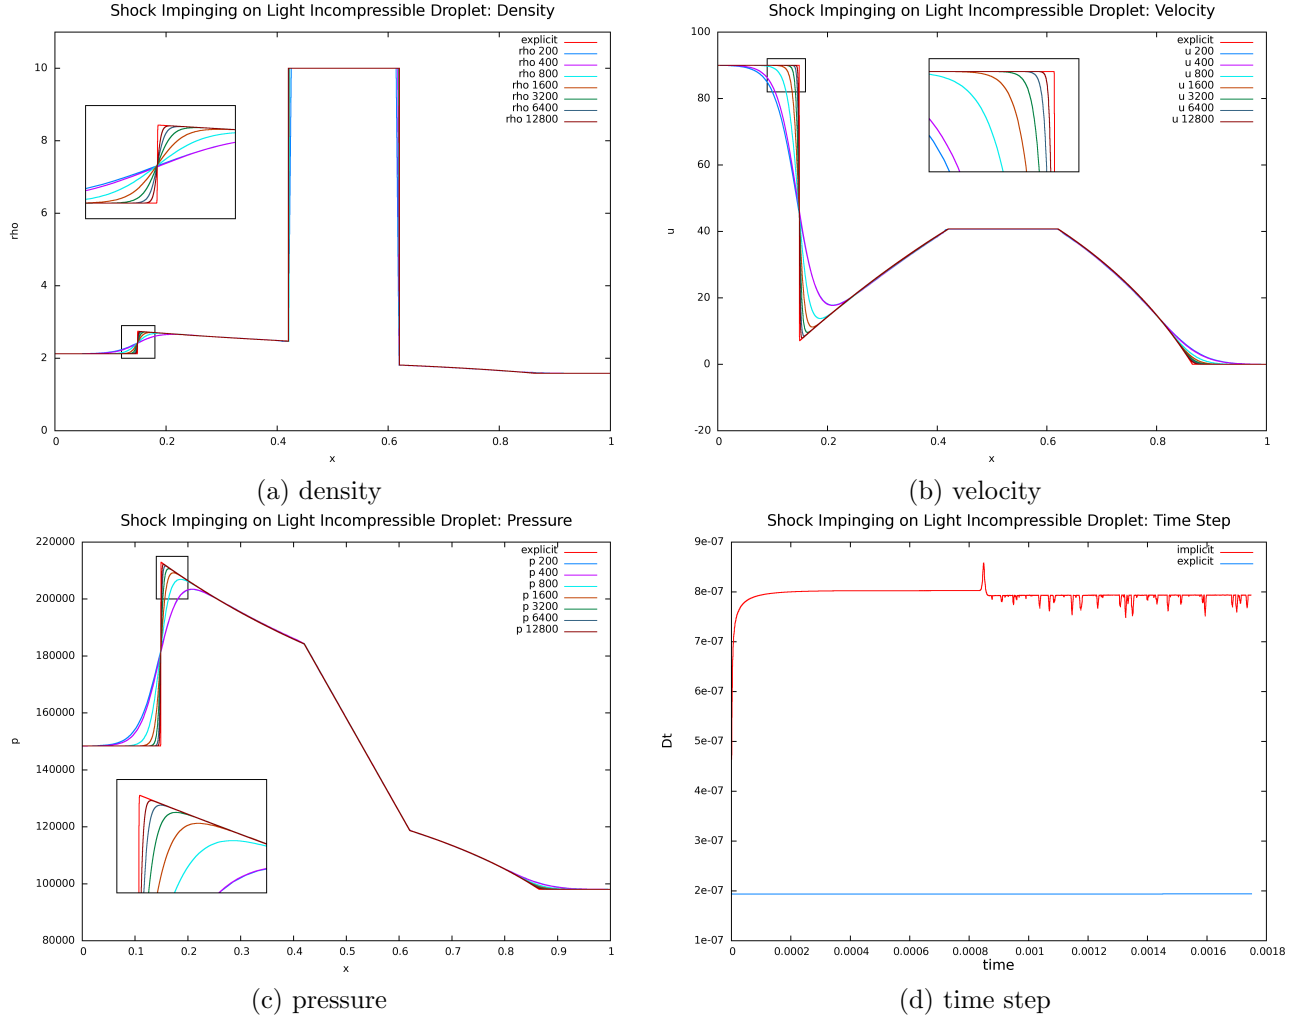 Shock Impinging on Light Incompressible Droplet: Density
explicit
rho 200
rho 400
rho 800
rho 1600
rho 3200
rho 6400
rho 12800
10
8
6
4
2
0
rho
0 0.2 0.4 0.6 0.8 1
x
(a) density
Shock Impinging on Light Incompressible Droplet: Velocity
explicit
u 200
u 400
u 800
u 1600
u 3200
u 6400
u 12800
100
80
60
40
20
0
-20
u
0 0.2 0.4 0.6 0.8 1
x
(b) velocity
Shock Impinging on Light Incompressible Droplet: Pressure
explicit
p 200
p 400
p 800
p 1600
p 3200
p 6400
p 12800
220000
200000
180000
160000
140000
120000
100000
80000
p
0 0.1 0.2 0.3 0.4 0.5 0.6 0.7 0.8 0.9 1
x
(c) pressure
Shock Impinging on Light Incompressible Droplet: Time Step
implicit
explicit
9e-07
8e-07
7e-07
6e-07
5e-07
4e-07
3e-07
2e-07
1e-07
Dt
0 0.0002 0.0004 0.0006 0.0008 0.001 0.0012 0.0014 0.0016 0.0018
time
(d) time step